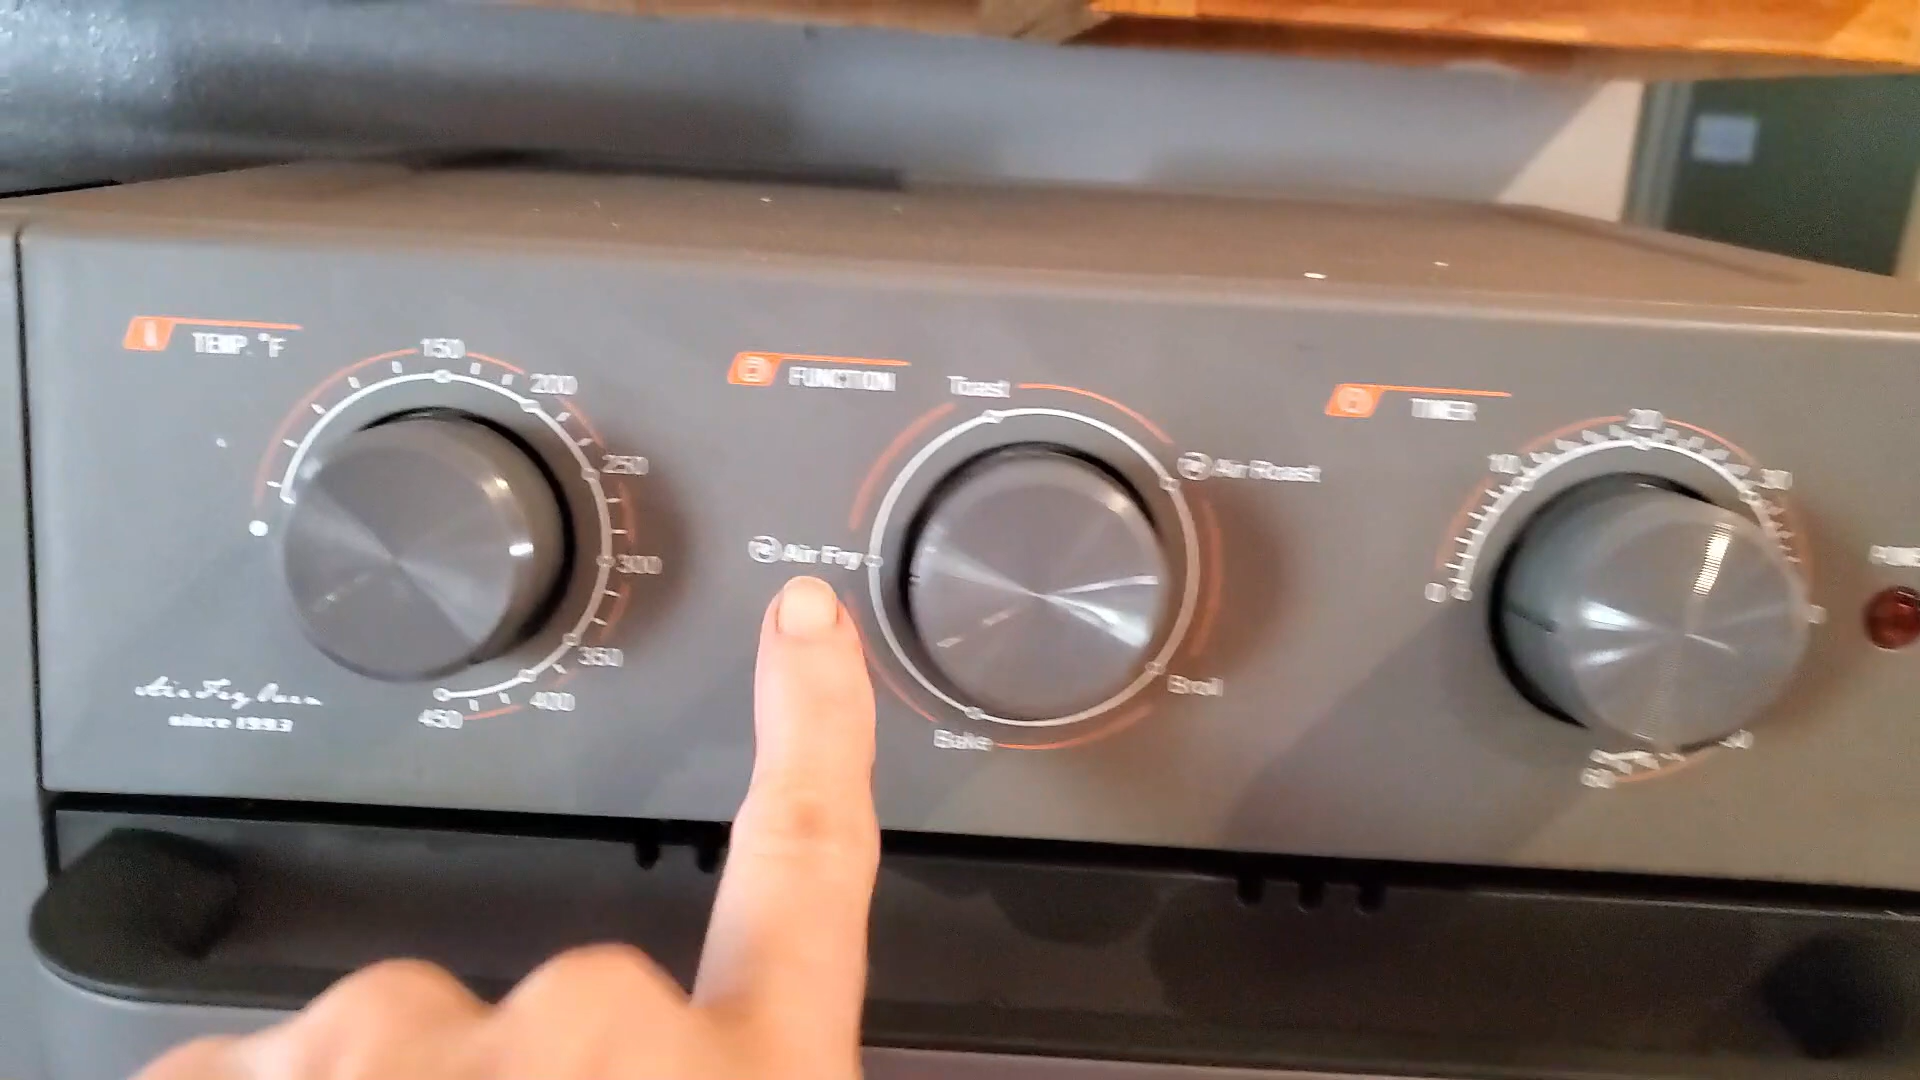 TEMP. °F
150
200
250
300
350
400
450
Air Fry Oven
since 1993
FUNCTION
Toast
Air Roast
Air Fry
Broil
Bake
TIMER
0
10
20
30
60